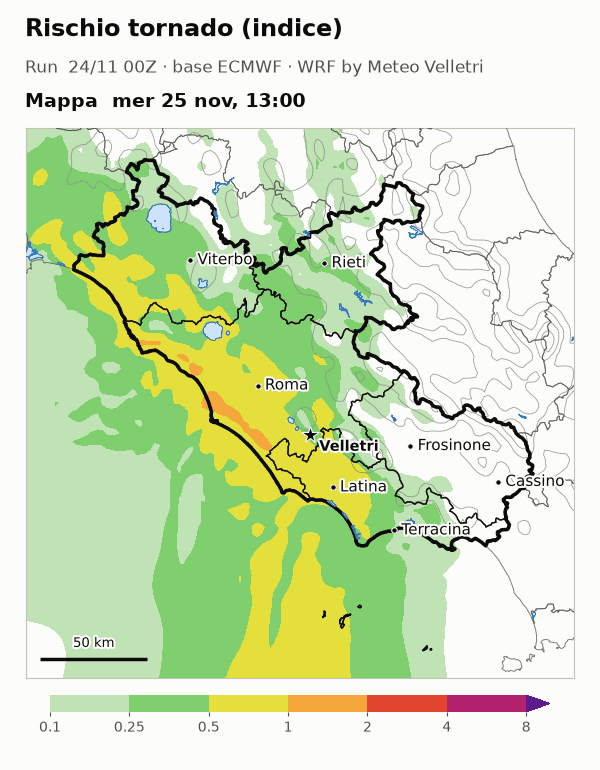 Rischio tornado (indice)
Run  24/11 00Z · base ECMWF · WRF by Meteo Velletri
Mappa  mer 25 nov, 13:00
Viterbo
Rieti
Roma
Velletri
Frosinone
Cassino
Latina
Terracina
50 km
0.1 0.25 0.5 1 2 4 8